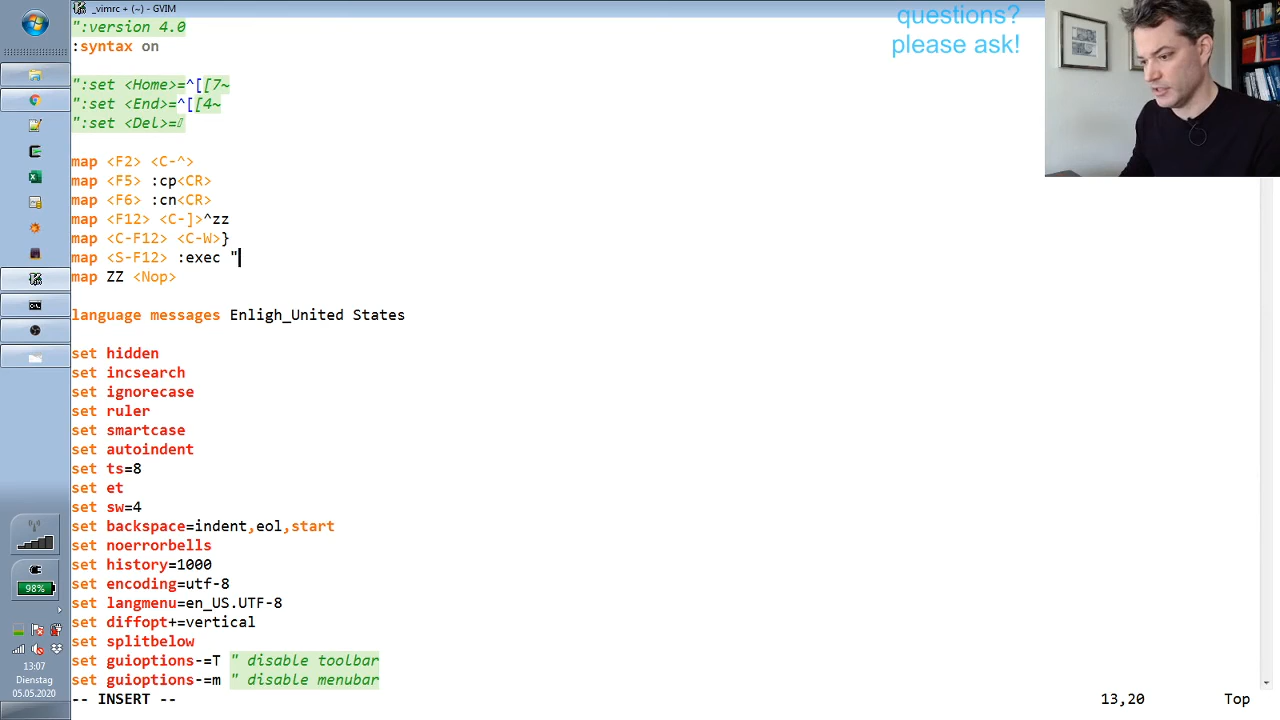 _vimrc + (~) - GVIM
questions?
please ask!
":version 4.0
:syntax on
":set <Home>=^[[7~
":set <End>=^[[4~
":set <Del>=
map <F2> <C-^>
map <F5> :cp<CR>
map <F6> :cn<CR>
map <F12> <C-]>^zz
map <C-F12> <C-W>}
map <S-F12> :exec "
map ZZ <Nop>
language messages Enligh_United States
set hidden
set incsearch
set ignorecase
set ruler
set smartcase
set autoindent
set ts=8
set et
set sw=4
set backspace=indent,eol,start
set noerrorbells
set history=1000
set encoding=utf-8
set langmenu=en_US.UTF-8
set diffopt+=vertical
set splitbelow
set guioptions-=T " disable toolbar
set guioptions-=m " disable menubar
-- INSERT -- 13,20 Top
98%
13:07
Dienstag
05.05.2020